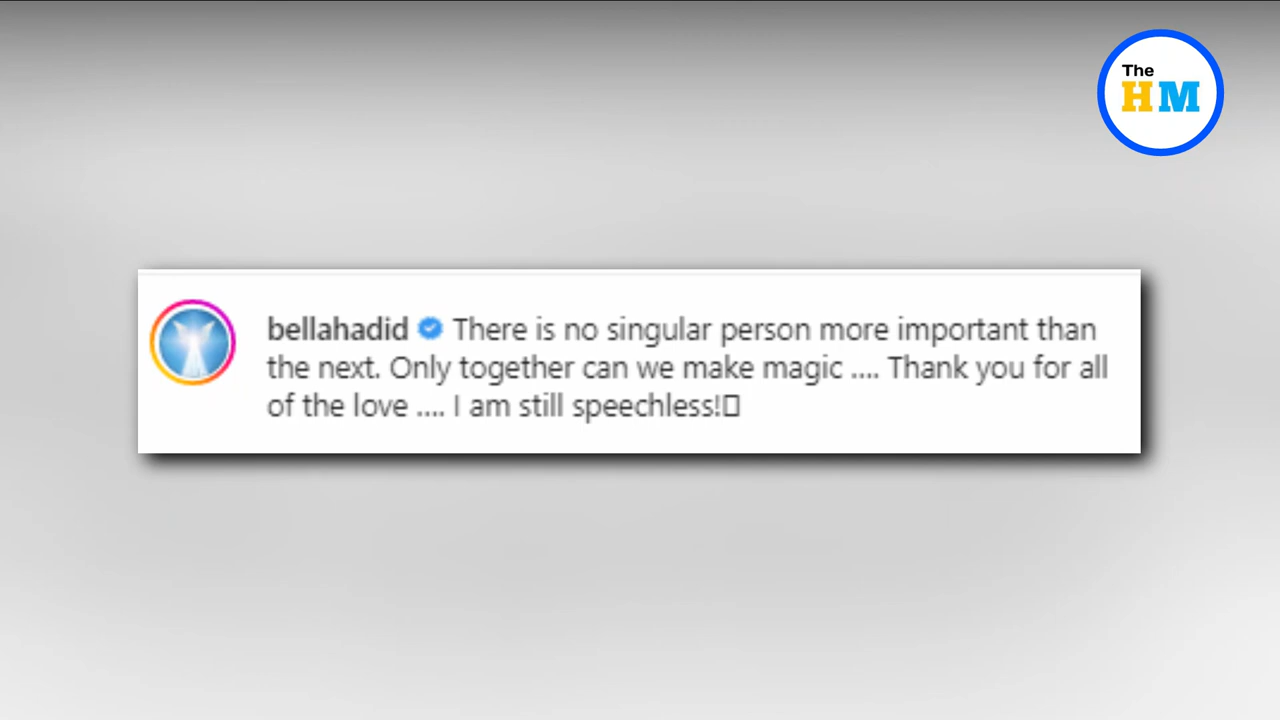 The
HM
bellahadid There is no singular person more important than
the next. Only together can we make magic .... Thank you for all
of the love .... I am still speechless!▯